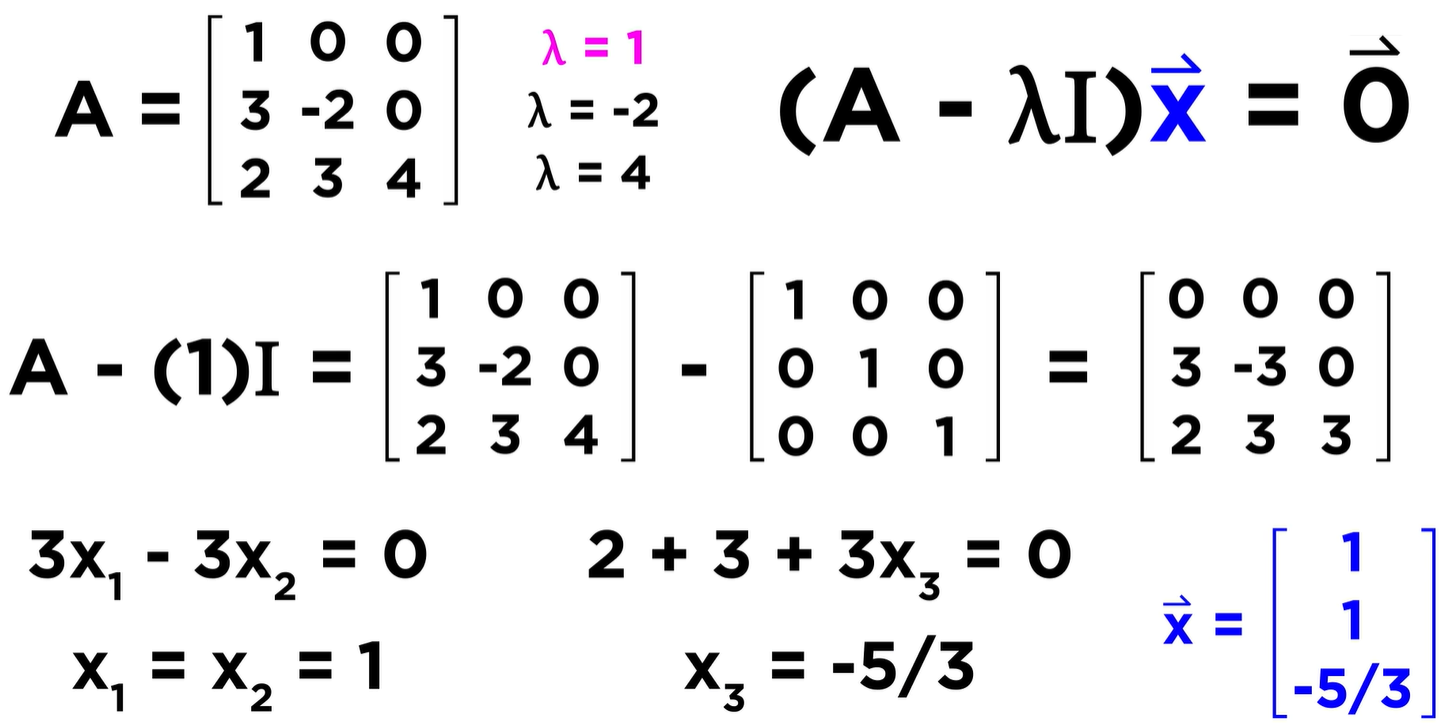 A = [ 1 0 0 ; 3 -2 0 ; 2 3 4 ]
λ = 1
λ = -2
λ = 4
(A - λI)x⃗ = 0⃗
A - (1)I = [ 1 0 0 ; 3 -2 0 ; 2 3 4 ] - [ 1 0 0 ; 0 1 0 ; 0 0 1 ] = [ 0 0 0 ; 3 -3 0 ; 2 3 3 ]
3x₁ - 3x₂ = 0
x₁ = x₂ = 1
2 + 3 + 3x₃ = 0
x₃ = -5/3
x⃗ = [ 1 ; 1 ; -5/3 ]